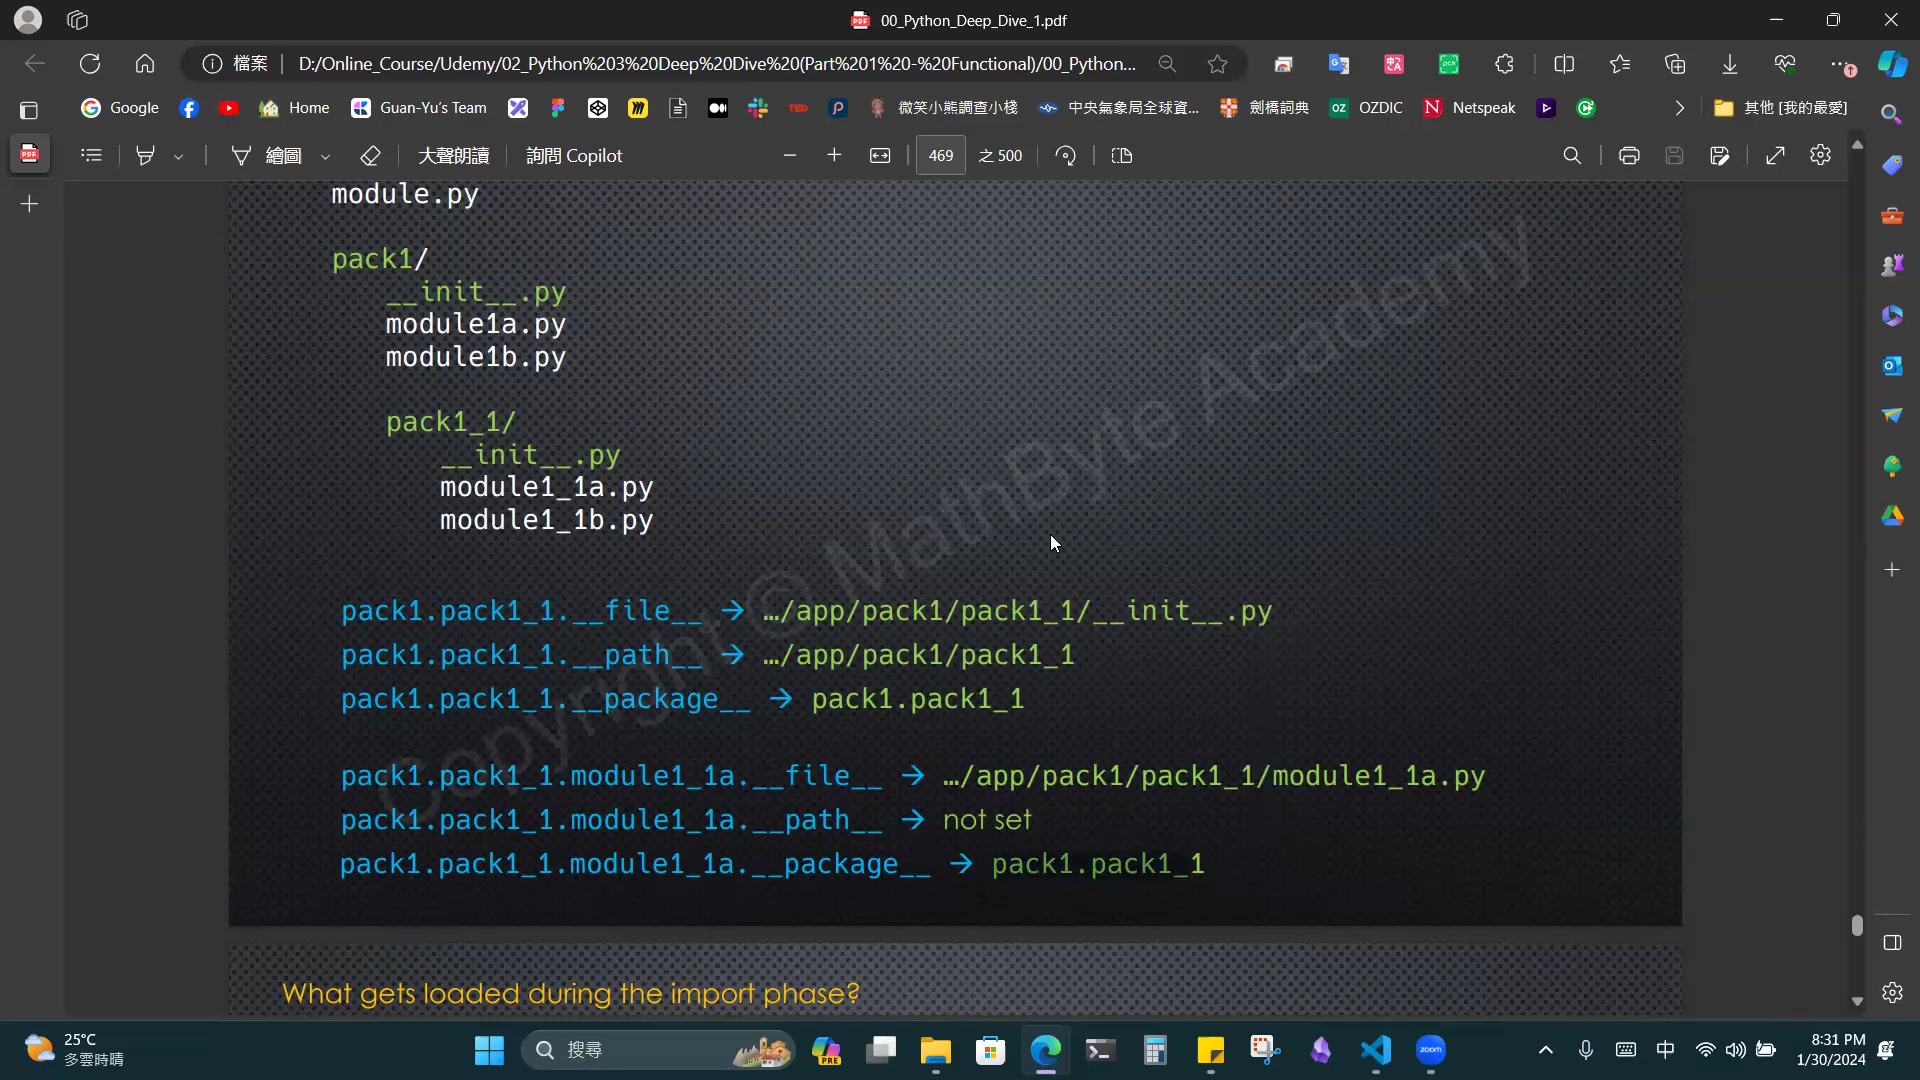 00_Python_Deep_Dive_1.pdf
檔案 D:/Online_Course/Udemy/02_Python%203%20Deep%20Dive%20(Part%201%20-%20Functional)/00_Python...
Google Home Guan-Yu's Team TED 微笑小熊調查小棧 中央氣象局全球資... 劍橋詞典 OZ OZDIC N Netspeak 其他 [我的最愛]
繪圖 大聲朗讀 詢問 Copilot 469 之 500
module.py
pack1/
__init__.py
module1a.py
module1b.py
pack1_1/
__init__.py
module1_1a.py
module1_1b.py
pack1.pack1_1.__file__ → …/app/pack1/pack1_1/__init__.py
pack1.pack1_1.__path__ → …/app/pack1/pack1_1
pack1.pack1_1.__package__ → pack1.pack1_1
pack1.pack1_1.module1_1a.__file__ → …/app/pack1/pack1_1/module1_1a.py
pack1.pack1_1.module1_1a.__path__ → not set
pack1.pack1_1.module1_1a.__package__ → pack1.pack1_1
Copyright © MathByte Academy
What gets loaded during the import phase?
25°C
多雲時晴
搜尋
PRE
zoom
中
8:31 PM
1/30/2024